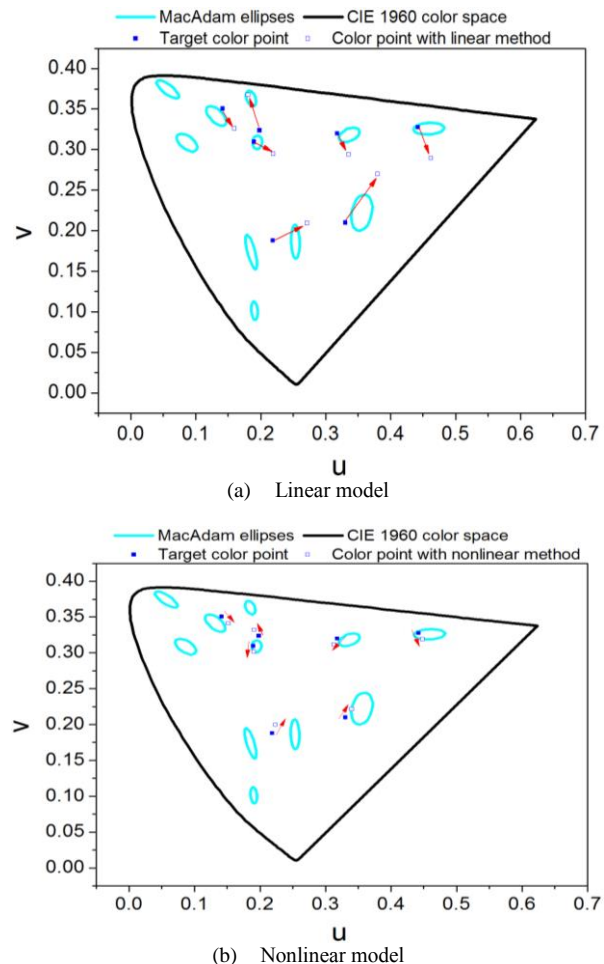 MacAdam ellipses CIE 1960 color space
Target color point Color point with linear method
0.40
0.35
0.30
0.25
0.20
0.15
0.10
0.05
0.00
v
0.0 0.1 0.2 0.3 0.4 0.5 0.6 0.7
u
(a) Linear model
MacAdam ellipses CIE 1960 color space
Target color point Color point with nonlinear method
0.40
0.35
0.30
0.25
0.20
0.15
0.10
0.05
0.00
v
0.0 0.1 0.2 0.3 0.4 0.5 0.6 0.7
u
(b) Nonlinear model